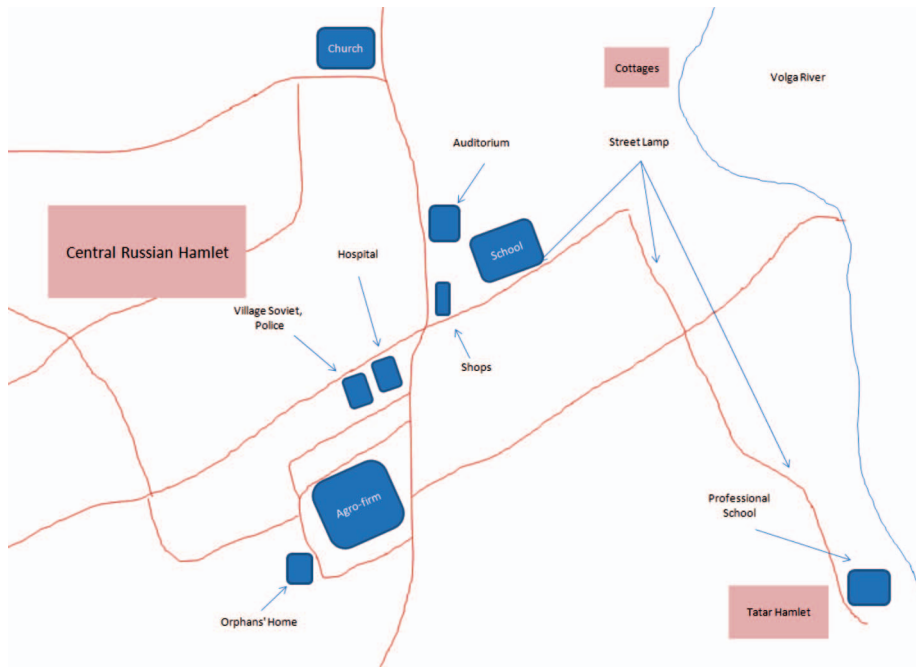 Church
Cottages
Volga River
Auditorium
Street Lamp
Central Russian Hamlet
School
Hospital
Village Soviet,
Police
Shops
Agro-firm
Professional
School
Orphans' Home
Tatar Hamlet